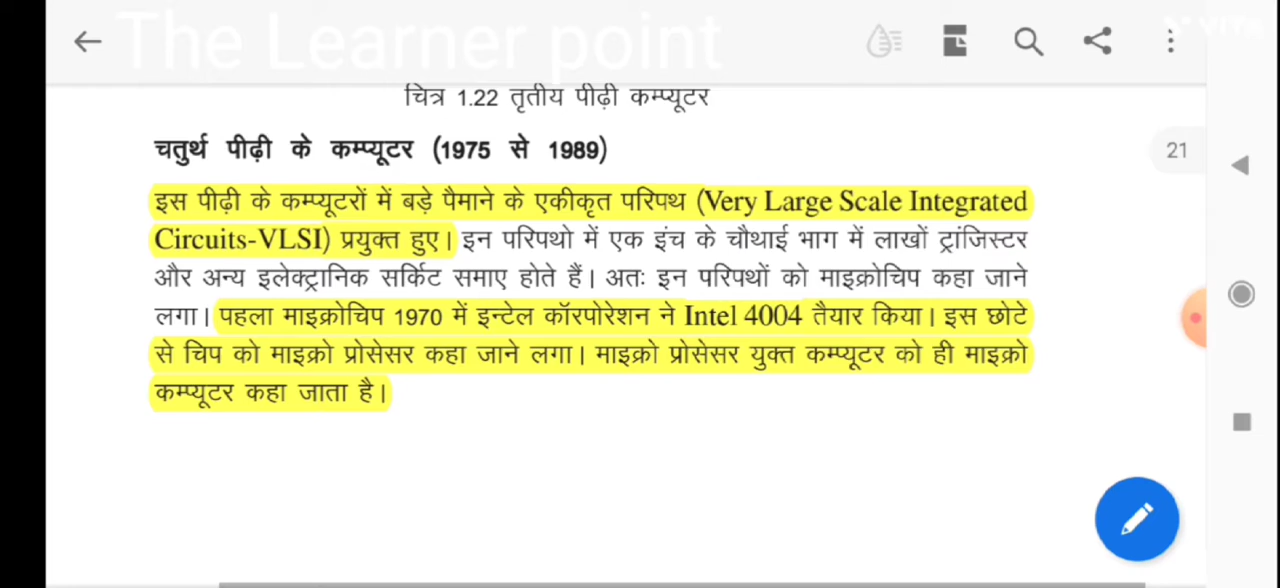 The Learner point
चित्र 1.22 तृतीय पीढ़ी कम्प्यूटर
चतुर्थ पीढ़ी के कम्प्यूटर (1975 से 1989)
21
इस पीढ़ी के कम्प्यूटरों में बड़े पैमाने के एकीकृत परिपथ (Very Large Scale Integrated
Circuits-VLSI) प्रयुक्त हुए। इन परिपथो में एक इंच के चौथाई भाग में लाखों ट्रांजिस्टर
और अन्य इलेक्ट्रानिक सर्किट समाए होते हैं। अतः इन परिपथों को माइक्रोचिप कहा जाने
लगा। पहला माइक्रोचिप 1970 में इन्टेल कॉरपोरेशन ने Intel 4004 तैयार किया। इस छोटे
से चिप को माइक्रो प्रोसेसर कहा जाने लगा। माइक्रो प्रोसेसर युक्त कम्प्यूटर को ही माइक्रो
कम्प्यूटर कहा जाता है।